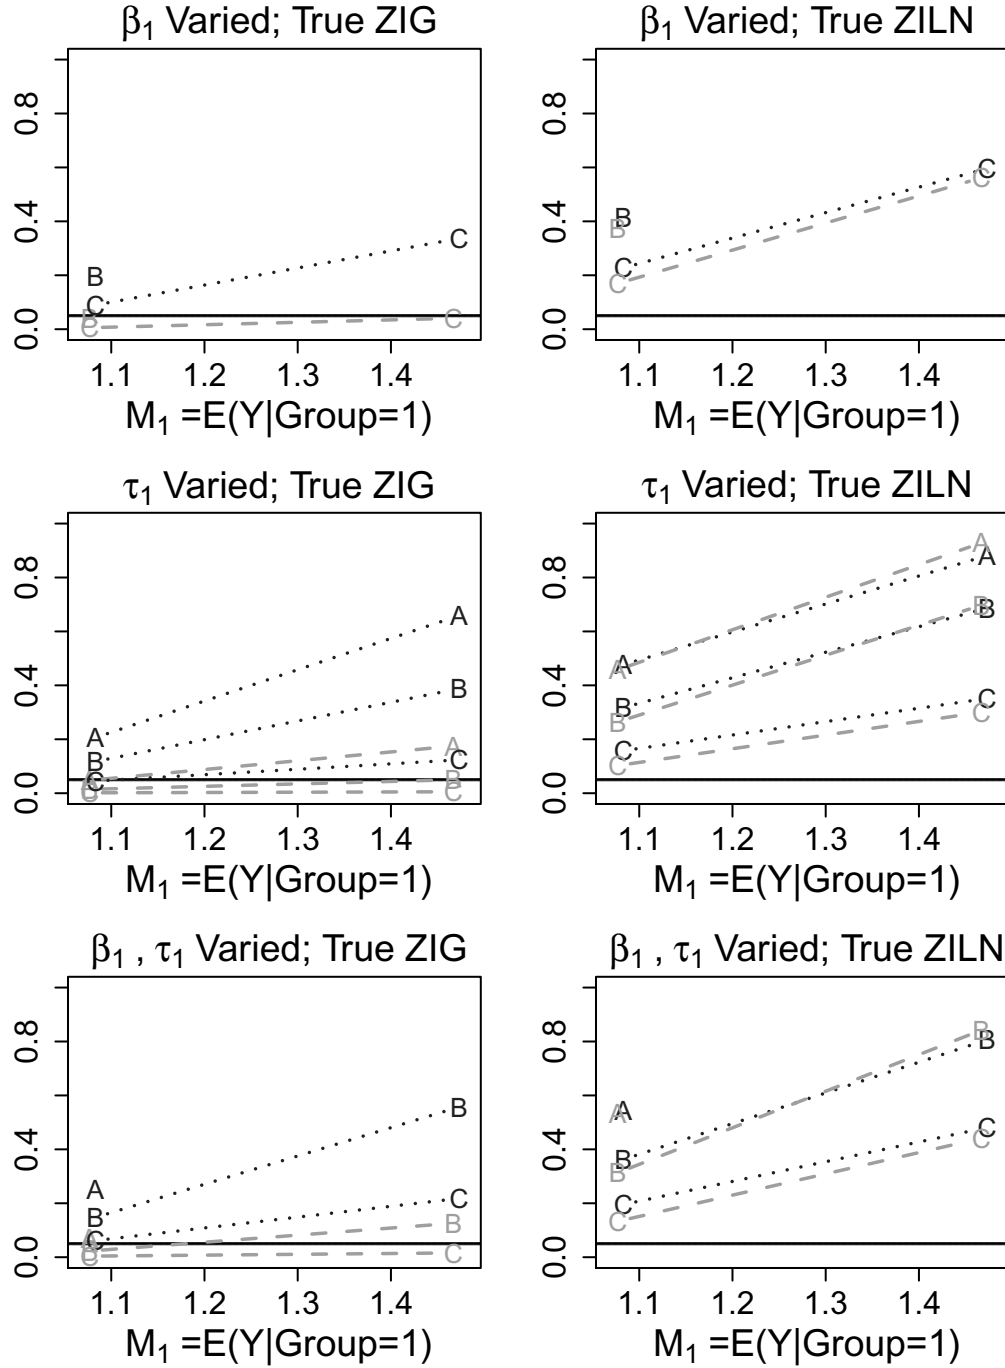 β1 Varied; True ZIG
β1 Varied; True ZILN
0.8
0.4
0.0
B
C
C
B
C
C
1.1 1.2 1.3 1.4
M1 =E(Y|Group=1)
0.8
0.4
0.0
B
B
C
C
C
C
1.1 1.2 1.3 1.4
M1 =E(Y|Group=1)
τ1 Varied; True ZIG
τ1 Varied; True ZILN
0.8
0.4
0.0
A
B
C
A
B
C
A
B
C
A
B
C
1.1 1.2 1.3 1.4
M1 =E(Y|Group=1)
0.8
0.4
0.0
A
A
B
B
C
C
A
A
B
B
C
C
1.1 1.2 1.3 1.4
M1 =E(Y|Group=1)
β1 , τ1 Varied; True ZIG
β1 , τ1 Varied; True ZILN
0.8
0.4
0.0
A
B
C
A
B
C
B
C
B
C
1.1 1.2 1.3 1.4
M1 =E(Y|Group=1)
0.8
0.4
0.0
A
A
B
B
C
C
B
B
C
C
1.1 1.2 1.3 1.4
M1 =E(Y|Group=1)